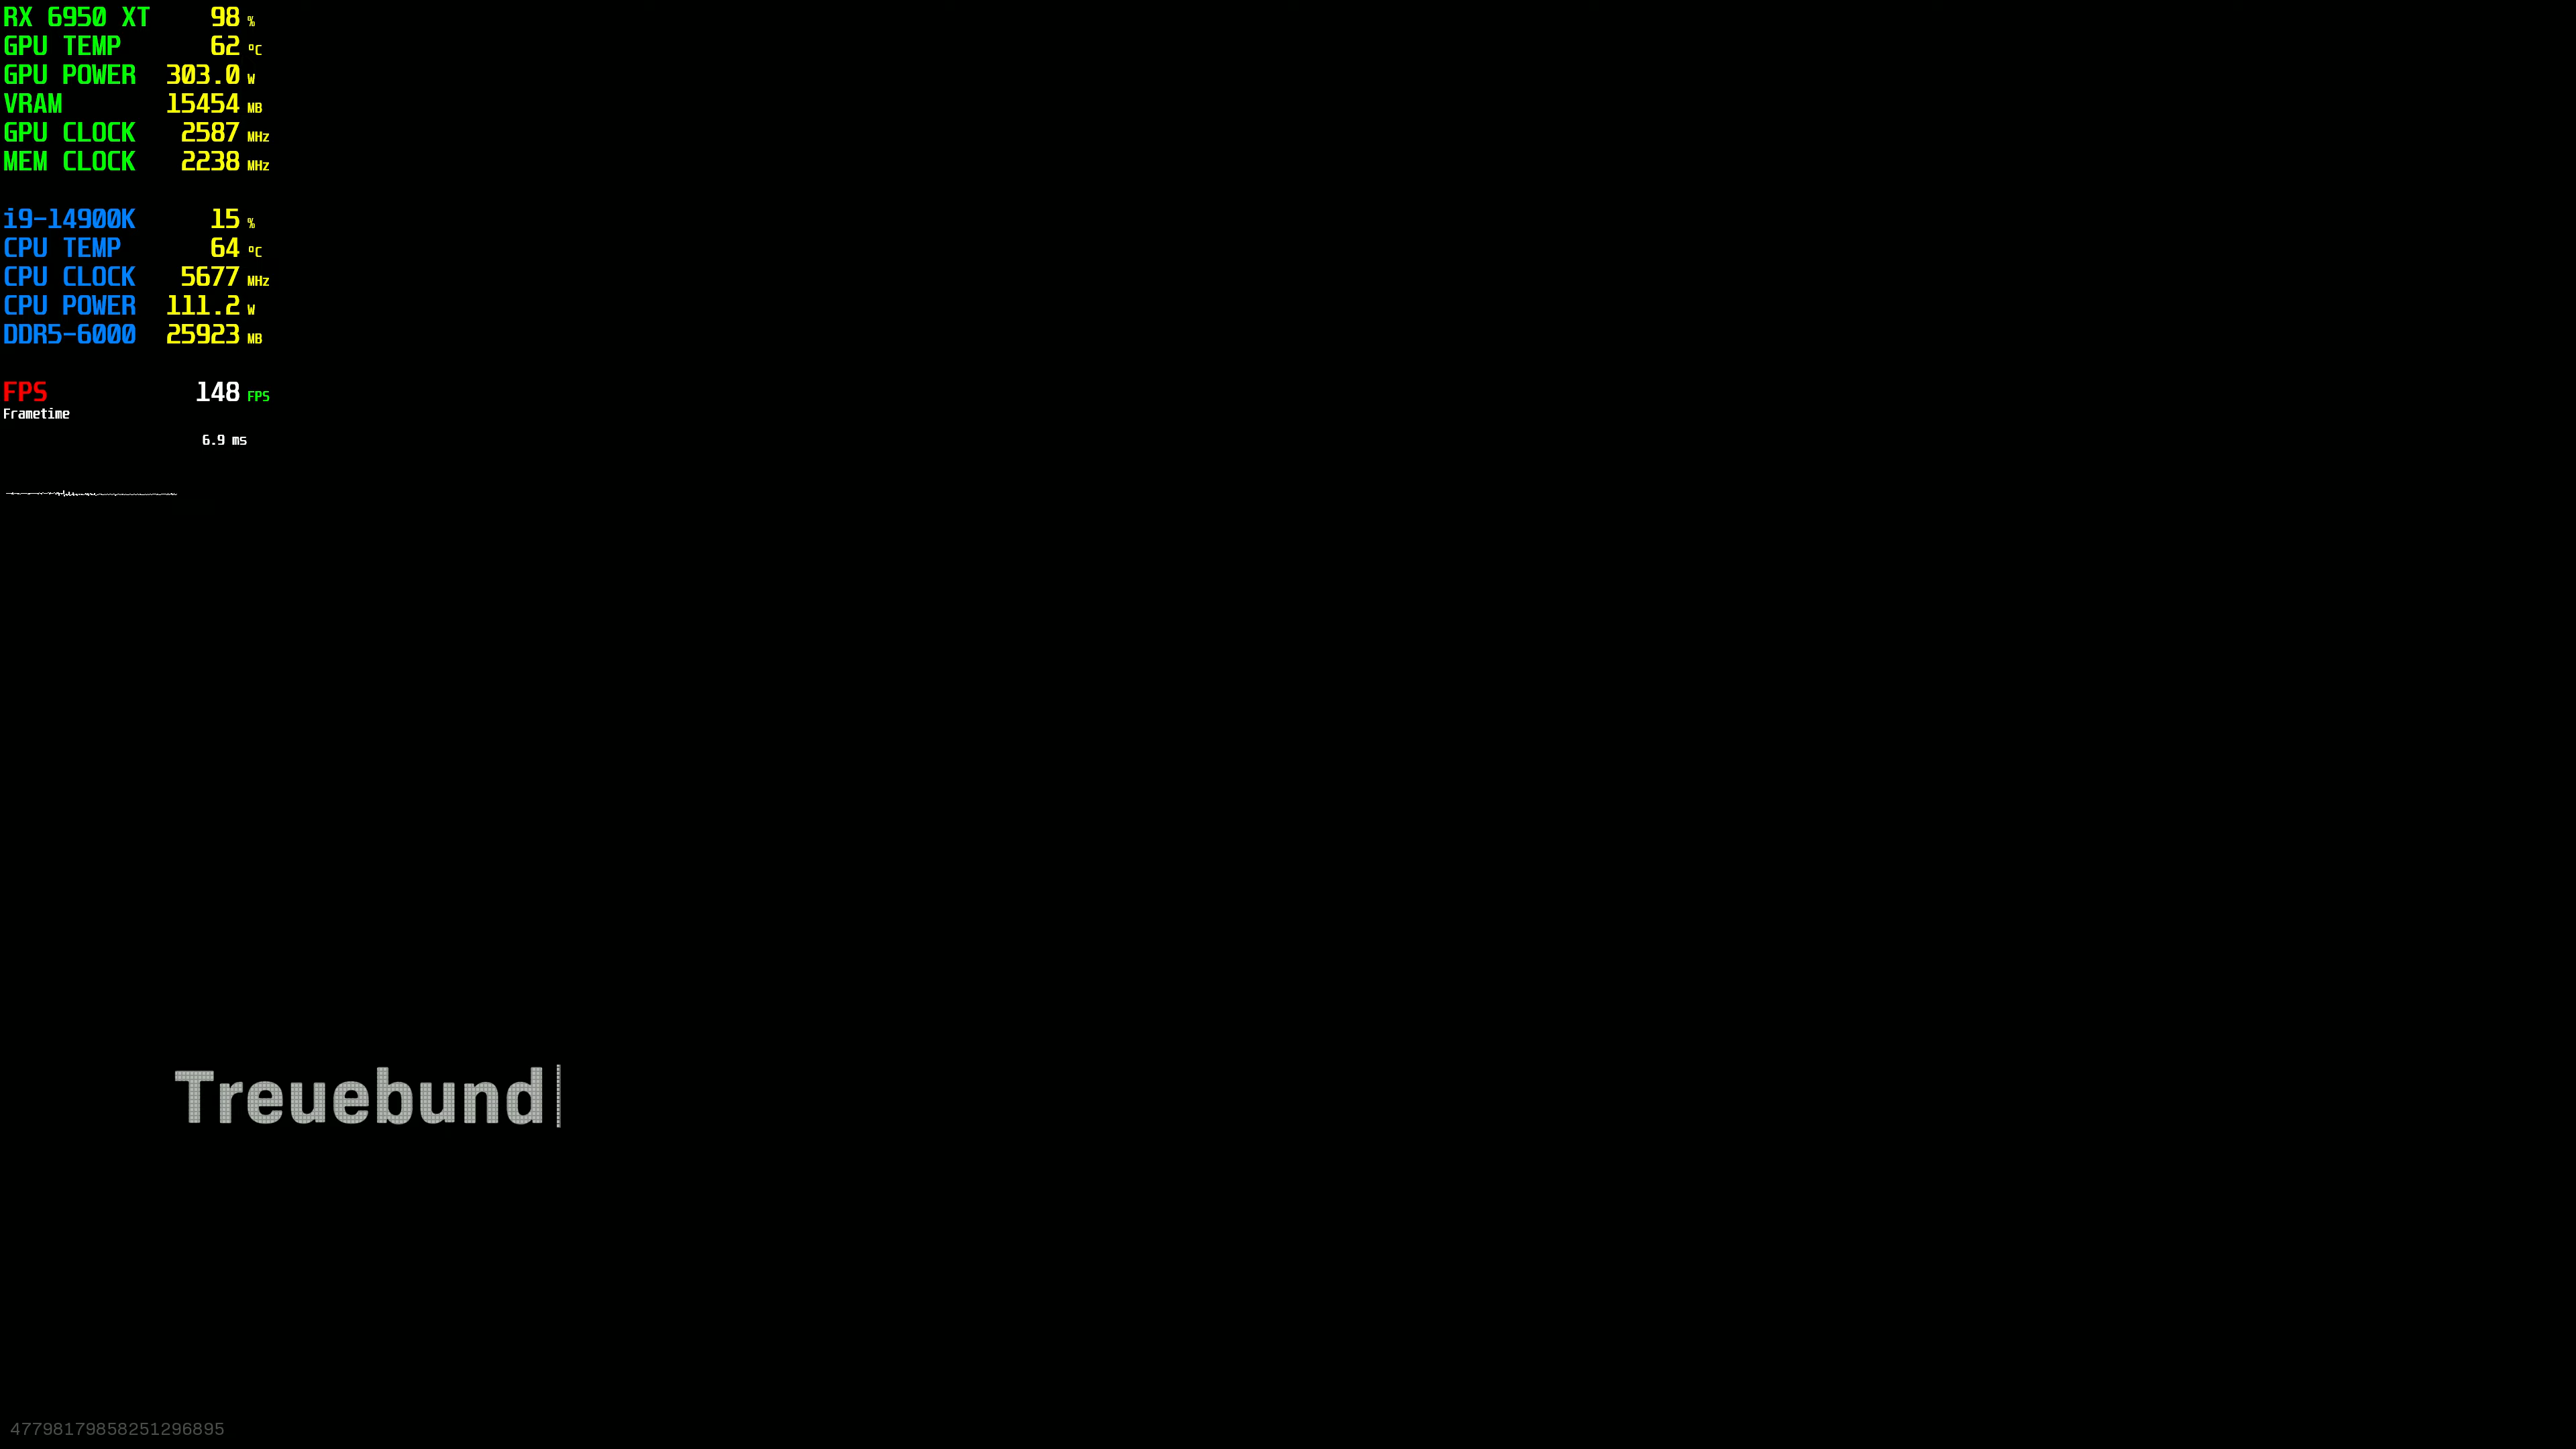 RX 6950 XT 98 %
GPU TEMP 62 °C
GPU POWER 303.0 W
VRAM 15454 MB
GPU CLOCK 2587 MHz
MEM CLOCK 2238 MHz
i9-14900K 15 %
CPU TEMP 64 °C
CPU CLOCK 5677 MHz
CPU POWER 111.2 W
DDR5-6000 25923 MB
FPS 148 FPS
Frametime
6.9 ms
Treuebund
47798179858251296895